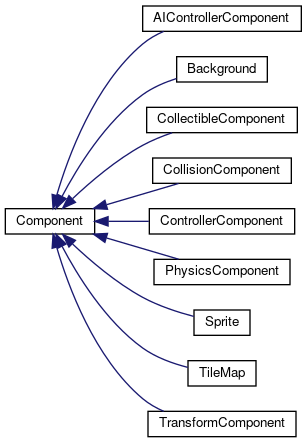 AIControllerComponent
Background
CollectibleComponent
CollisionComponent
Component
ControllerComponent
PhysicsComponent
Sprite
TileMap
TransformComponent